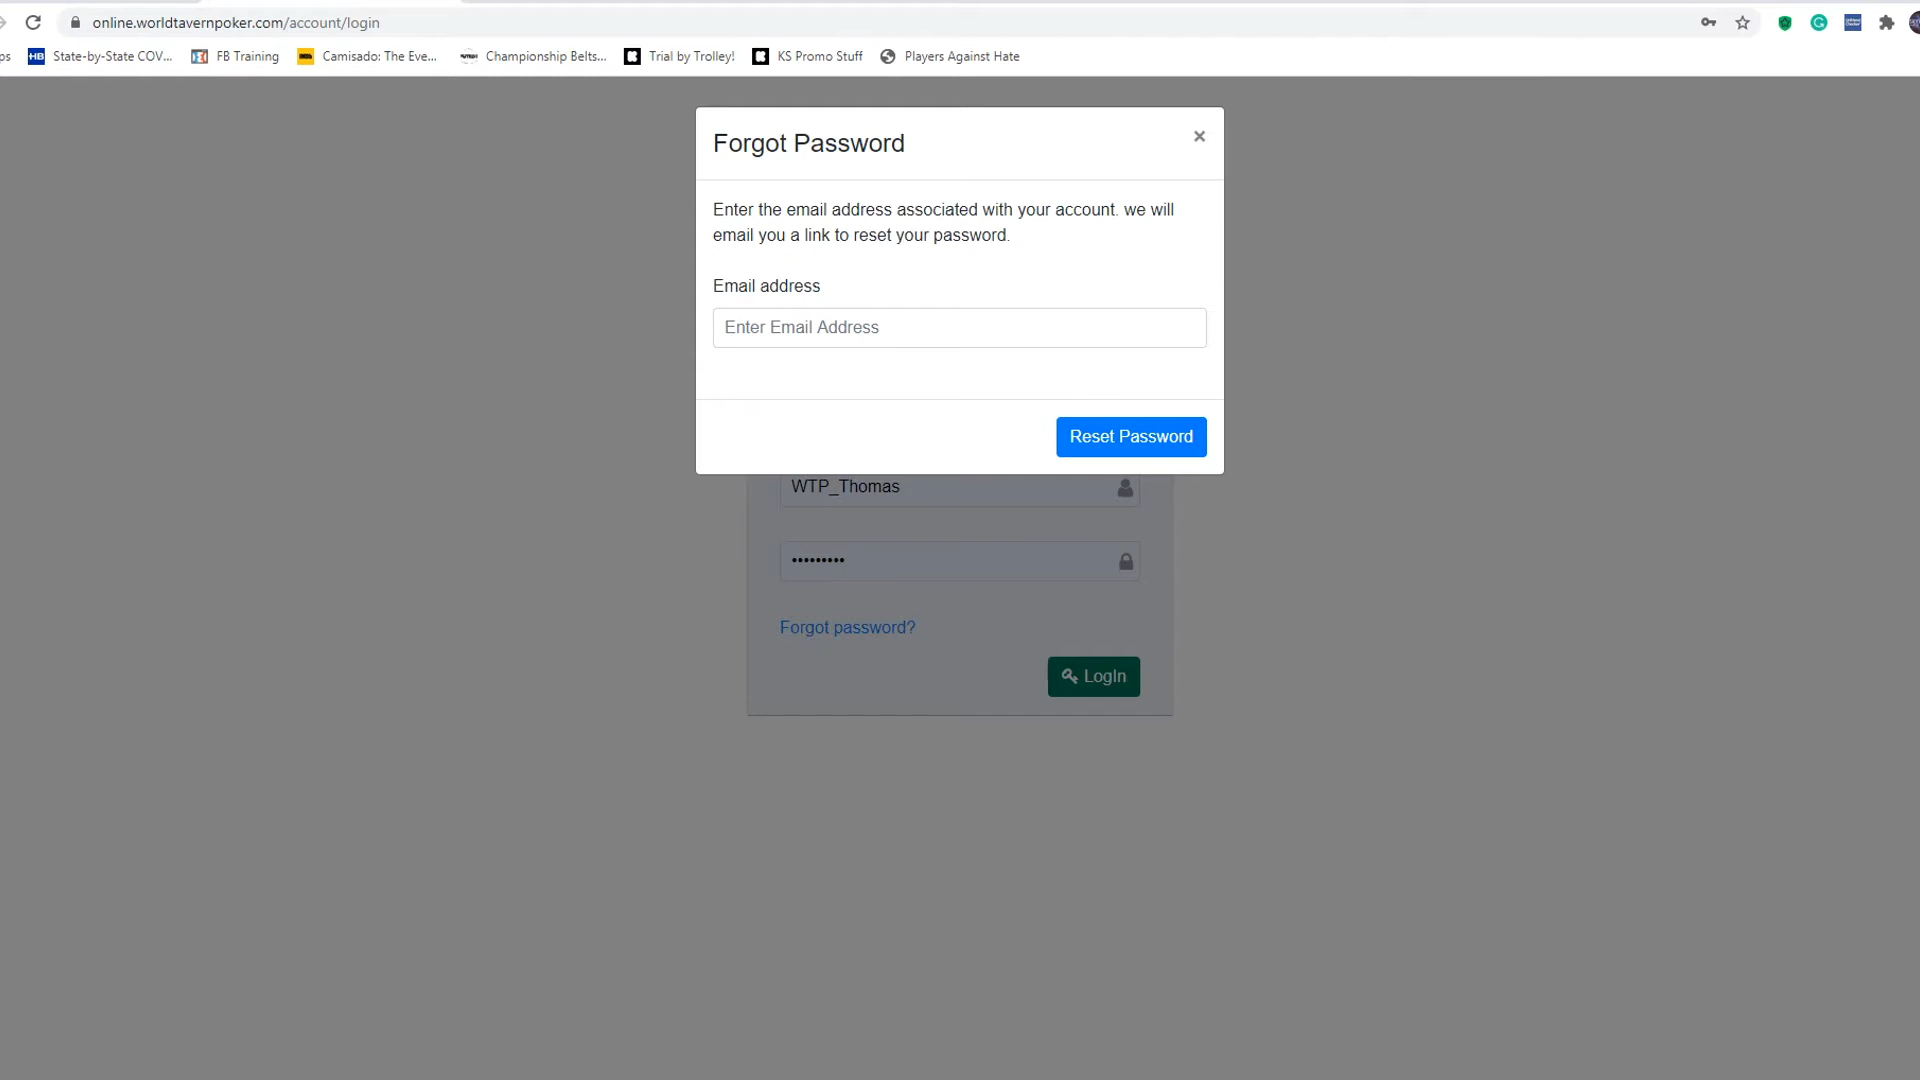 online.worldtavernpoker.com/account/login
ps
HB
State-by-State COV...
FB Training
Camisado: The Eve...
Championship Belts...
Trial by Trolley!
KS Promo Stuff
Players Against Hate
Forgot Password
×
Enter the email address associated with your account. we will
email you a link to reset your password.
Email address
Enter Email Address
Reset Password
WTP_Thomas
•••••••••
Forgot password?
LogIn